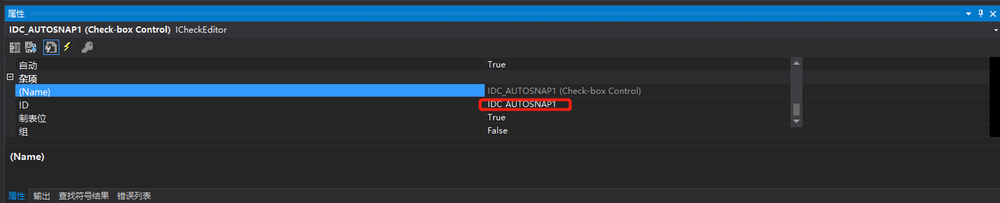 属性
IDC_AUTOSNAP1 (Check-box Control) ICheckEditor
自动 True
杂项
(Name) IDC_AUTOSNAP1 (Check-box Control)
ID IDC_AUTOSNAP1
制表位 True
组 False
(Name)
属性 输出 查找符号结果 错误列表